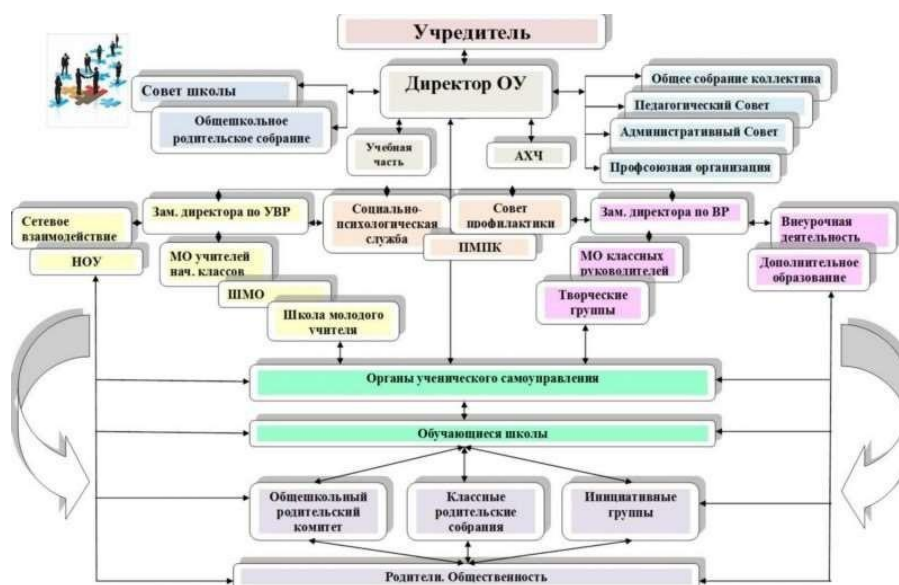 Учредитель
Директор ОУ
Совет школы
Общешкольное
родительское собрание
Учебная
часть
АХЧ
Общее собрание коллектива
Педагогический Совет
Административный Совет
Профсоюзная организация
Сетевое
взаимодействие
НОУ
Зам. директора по УВР
МО учителей
нач. классов
ШМО
Школа молодого
учителя
Социально-
психологическая
служба
Совет
профилактики
ПМПК
Зам. директора по ВР
МО классных
руководителей
Творческие
группы
Внеурочная
деятельность
Дополнительное
образование
Органы ученического самоуправления
Обучающиеся школы
Общешкольный
родительский
комитет
Классные
родительские
собрания
Инициативные
группы
Родители. Общественность